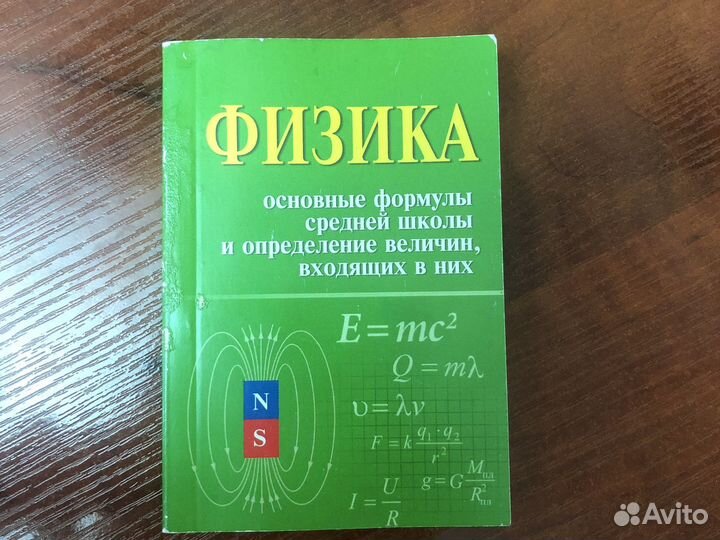 ФИЗИКА
основные формулы
средней школы
и определение величин,
входящих в них
E = mc²
Q = mλ
υ = λν
F = k q₁ · q₂ / r²
g = G Mпл / R²пл
I = U / R
N
S
Avito